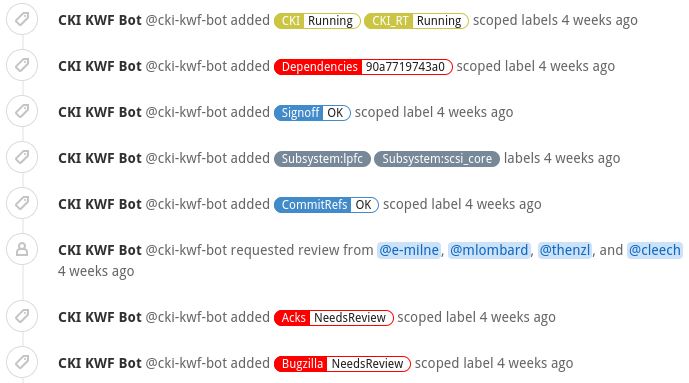 CKI KWF Bot @cki-kwf-bot added CKI Running CKI_RT Running scoped labels 4 weeks ago
CKI KWF Bot @cki-kwf-bot added Dependencies 90a7719743a0 scoped label 4 weeks ago
CKI KWF Bot @cki-kwf-bot added Signoff OK scoped label 4 weeks ago
CKI KWF Bot @cki-kwf-bot added Subsystem:lpfc Subsystem:scsi_core labels 4 weeks ago
CKI KWF Bot @cki-kwf-bot added CommitRefs OK scoped label 4 weeks ago
CKI KWF Bot @cki-kwf-bot requested review from @e-milne, @mlombard, @thenzl, and @cleech
4 weeks ago
CKI KWF Bot @cki-kwf-bot added Acks NeedsReview scoped label 4 weeks ago
CKI KWF Bot @cki-kwf-bot added Bugzilla NeedsReview scoped label 4 weeks ago